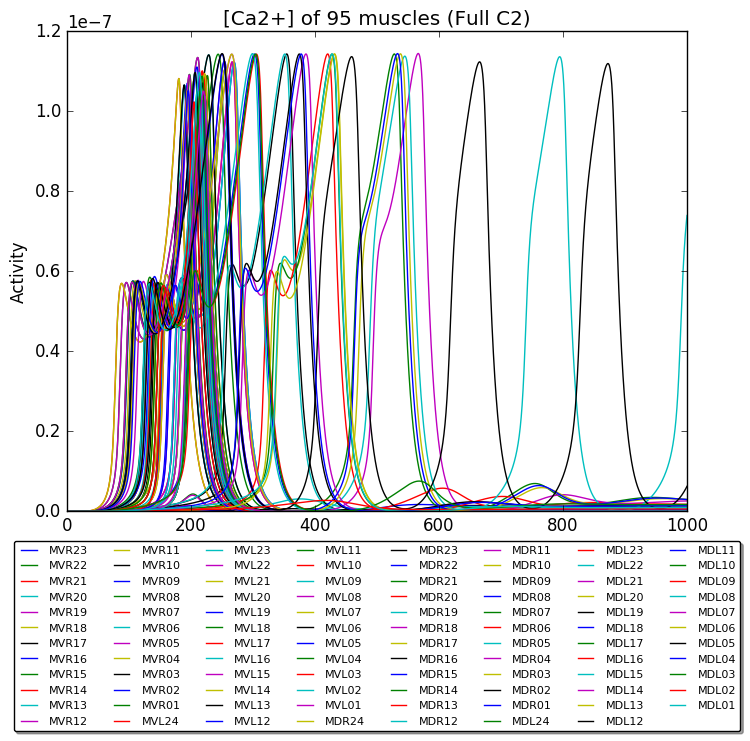 [Ca2+] of 95 muscles (Full C2)
1e−7
1.2
1.0
0.8
0.6
0.4
0.2
0.0
Activity
0 200 400 600 800 1000
MVR23 MVR11 MVL23 MVL11 MDR23 MDR11 MDL23 MDL11
MVR22 MVR10 MVL22 MVL10 MDR22 MDR10 MDL22 MDL10
MVR21 MVR09 MVL21 MVL09 MDR21 MDR09 MDL21 MDL09
MVR20 MVR08 MVL20 MVL08 MDR20 MDR08 MDL20 MDL08
MVR19 MVR07 MVL19 MVL07 MDR19 MDR07 MDL19 MDL07
MVR18 MVR06 MVL18 MVL06 MDR18 MDR06 MDL18 MDL06
MVR17 MVR05 MVL17 MVL05 MDR17 MDR05 MDL17 MDL05
MVR16 MVR04 MVL16 MVL04 MDR16 MDR04 MDL16 MDL04
MVR15 MVR03 MVL15 MVL03 MDR15 MDR03 MDL15 MDL03
MVR14 MVR02 MVL14 MVL02 MDR14 MDR02 MDL14 MDL02
MVR13 MVR01 MVL13 MVL01 MDR13 MDR01 MDL13 MDL01
MVR12 MVL24 MVL12 MDR24 MDR12 MDL24 MDL12